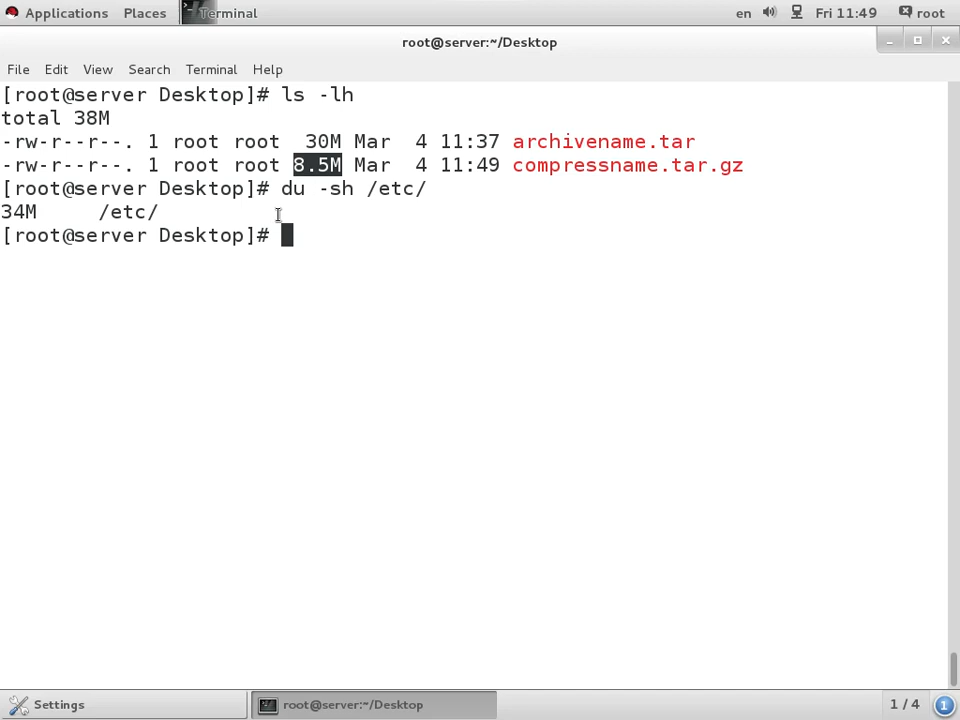 Applications Places Terminal en Fri 11:49 root
root@server:~/Desktop
File Edit View Search Terminal Help
[root@server Desktop]# ls -lh
total 38M
-rw-r--r--. 1 root root 30M Mar 4 11:37 archivename.tar
-rw-r--r--. 1 root root 8.5M Mar 4 11:49 compressname.tar.gz
[root@server Desktop]# du -sh /etc/
34M /etc/
[root@server Desktop]#
Settings root@server:~/Desktop 1 / 4 1